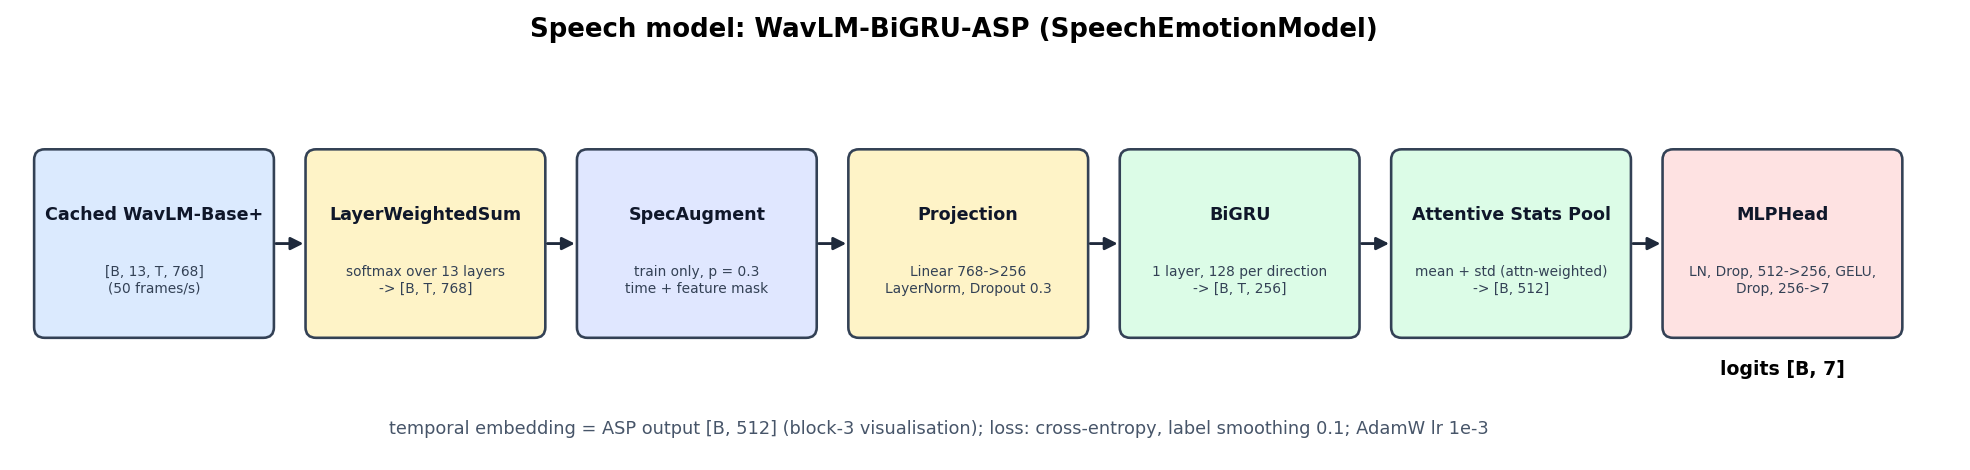 Speech model: WavLM-BiGRU-ASP (SpeechEmotionModel)
Cached WavLM-Base+
[B, 13, T, 768]
(50 frames/s)
LayerWeightedSum
softmax over 13 layers
-> [B, T, 768]
SpecAugment
train only, p = 0.3
time + feature mask
Projection
Linear 768->256
LayerNorm, Dropout 0.3
BiGRU
1 layer, 128 per direction
-> [B, T, 256]
Attentive Stats Pool
mean + std (attn-weighted)
-> [B, 512]
MLPHead
LN, Drop, 512->256, GELU,
Drop, 256->7
logits [B, 7]
temporal embedding = ASP output [B, 512] (block-3 visualisation); loss: cross-entropy, label smoothing 0.1; AdamW lr 1e-3